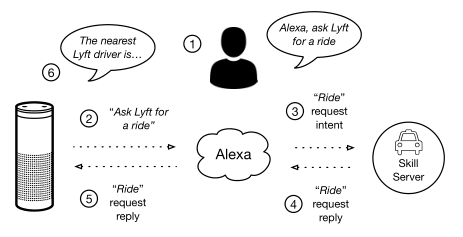 The nearest
Lyft driver is...
6
1
Alexa, ask Lyft
for a ride
2
"Ask Lyft for
a ride"
3
"Ride"
request
intent
Alexa
Skill
Server
5
"Ride"
request
reply
4
"Ride"
request
reply